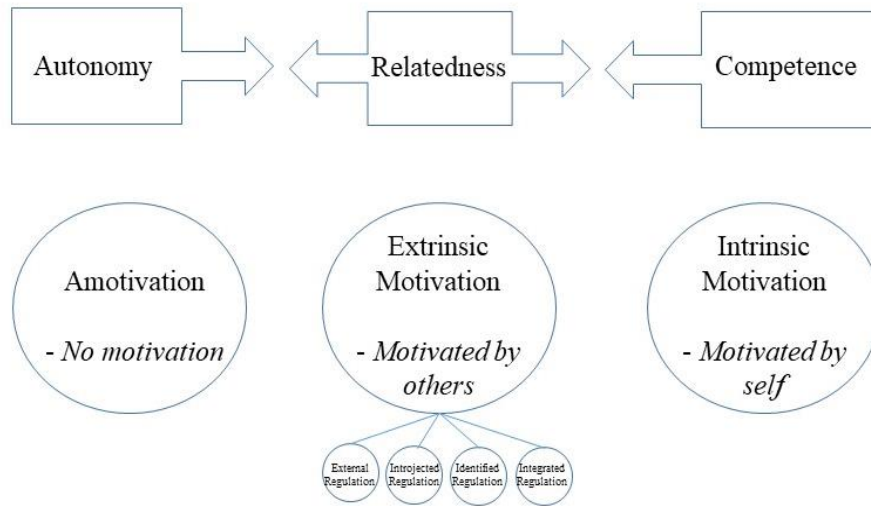 Autonomy
Relatedness
Competence
Amotivation
- No motivation
Extrinsic
Motivation
- Motivated by
others
Intrinsic
Motivation
- Motivated by
self
External
Regulation
Introjected
Regulation
Identified
Regulation
Integrated
Regulation